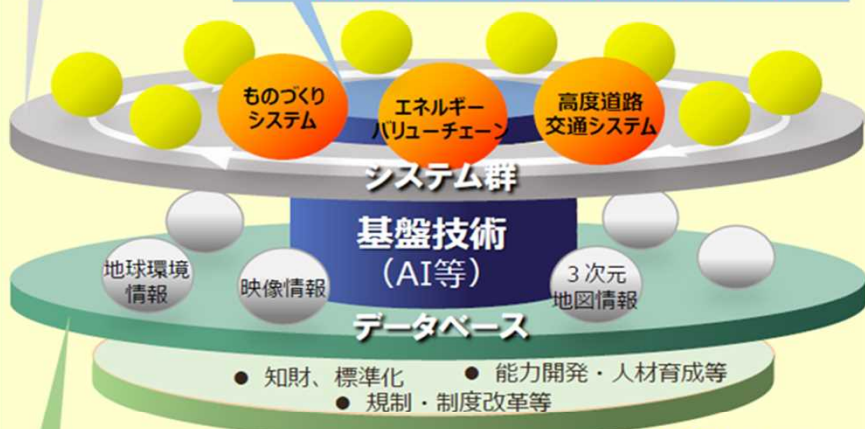 ものづくり
システム
エネルギー
バリューチェーン
高度道路
交通システム
システム群
基盤技術
（AI等）
地球環境
情報
映像情報
３次元
地図情報
データベース
● 知財、標準化
● 能力開発・人材育成等
● 規制・制度改革等